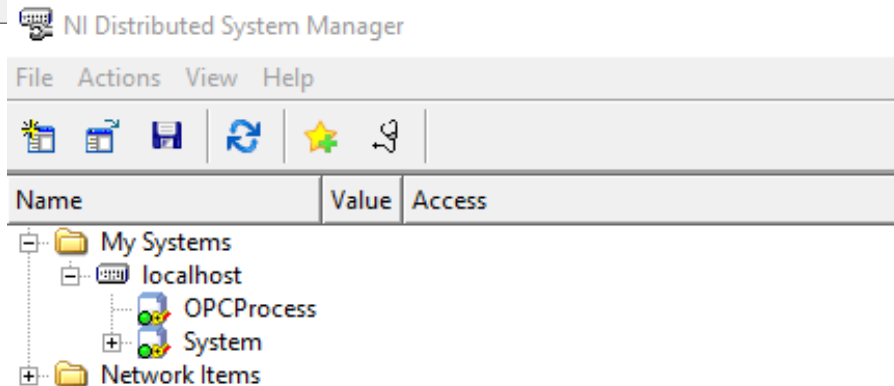 NI Distributed System Manager
File Actions View Help
Name Value Access
My Systems
localhost
OPCProcess
System
Network Items